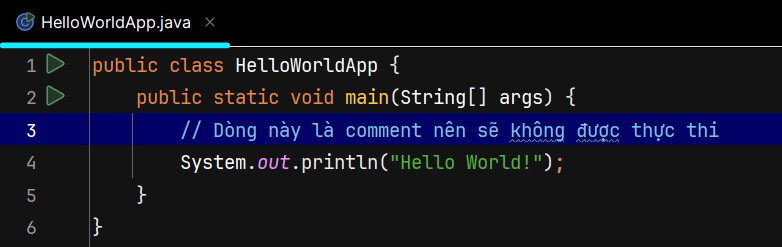 HelloWorldApp.java ×
1 public class HelloWorldApp {
2 public static void main(String[] args) {
3 // Dòng này là comment nên sẽ không được thực thi
4 System.out.println("Hello World!");
5 }
6 }